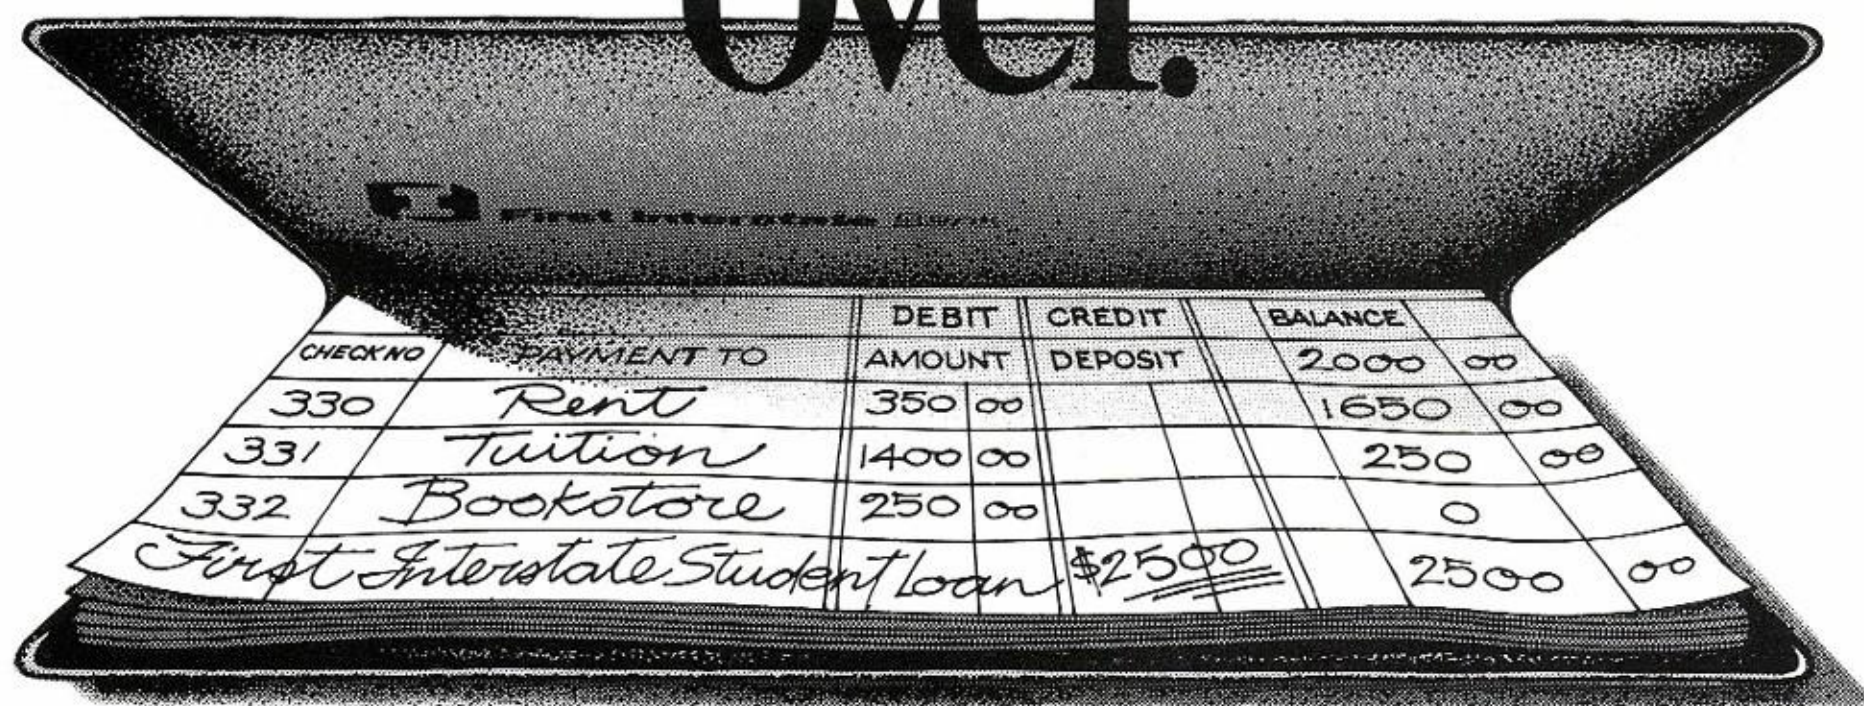 over.
First Interstate Bank
DEBIT CREDIT BALANCE
CHECK NO PAYMENT TO AMOUNT DEPOSIT 2000 00
330 Rent 350 00 1650 00
331 Tuition 1400 00 250 00
332 Bookstore 250 00 0
First Interstate Student Loan $2500 2500 00